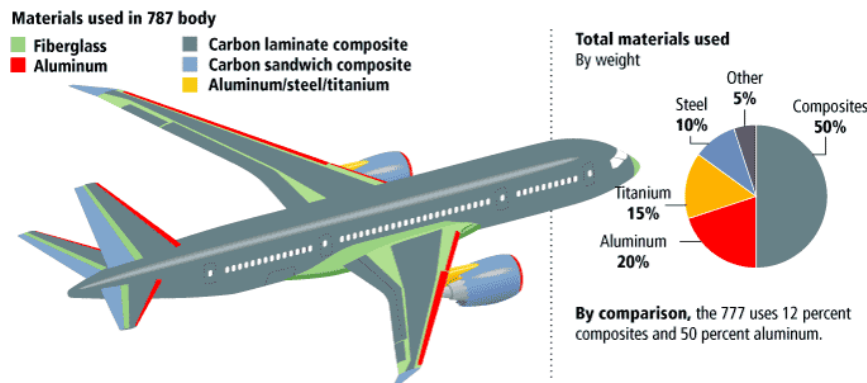 Materials used in 787 body
Fiberglass
Aluminum
Carbon laminate composite
Carbon sandwich composite
Aluminum/steel/titanium
Total materials used
By weight
Other
5%
Steel
10%
Composites
50%
Titanium
15%
Aluminum
20%
By comparison, the 777 uses 12 percent
composites and 50 percent aluminum.